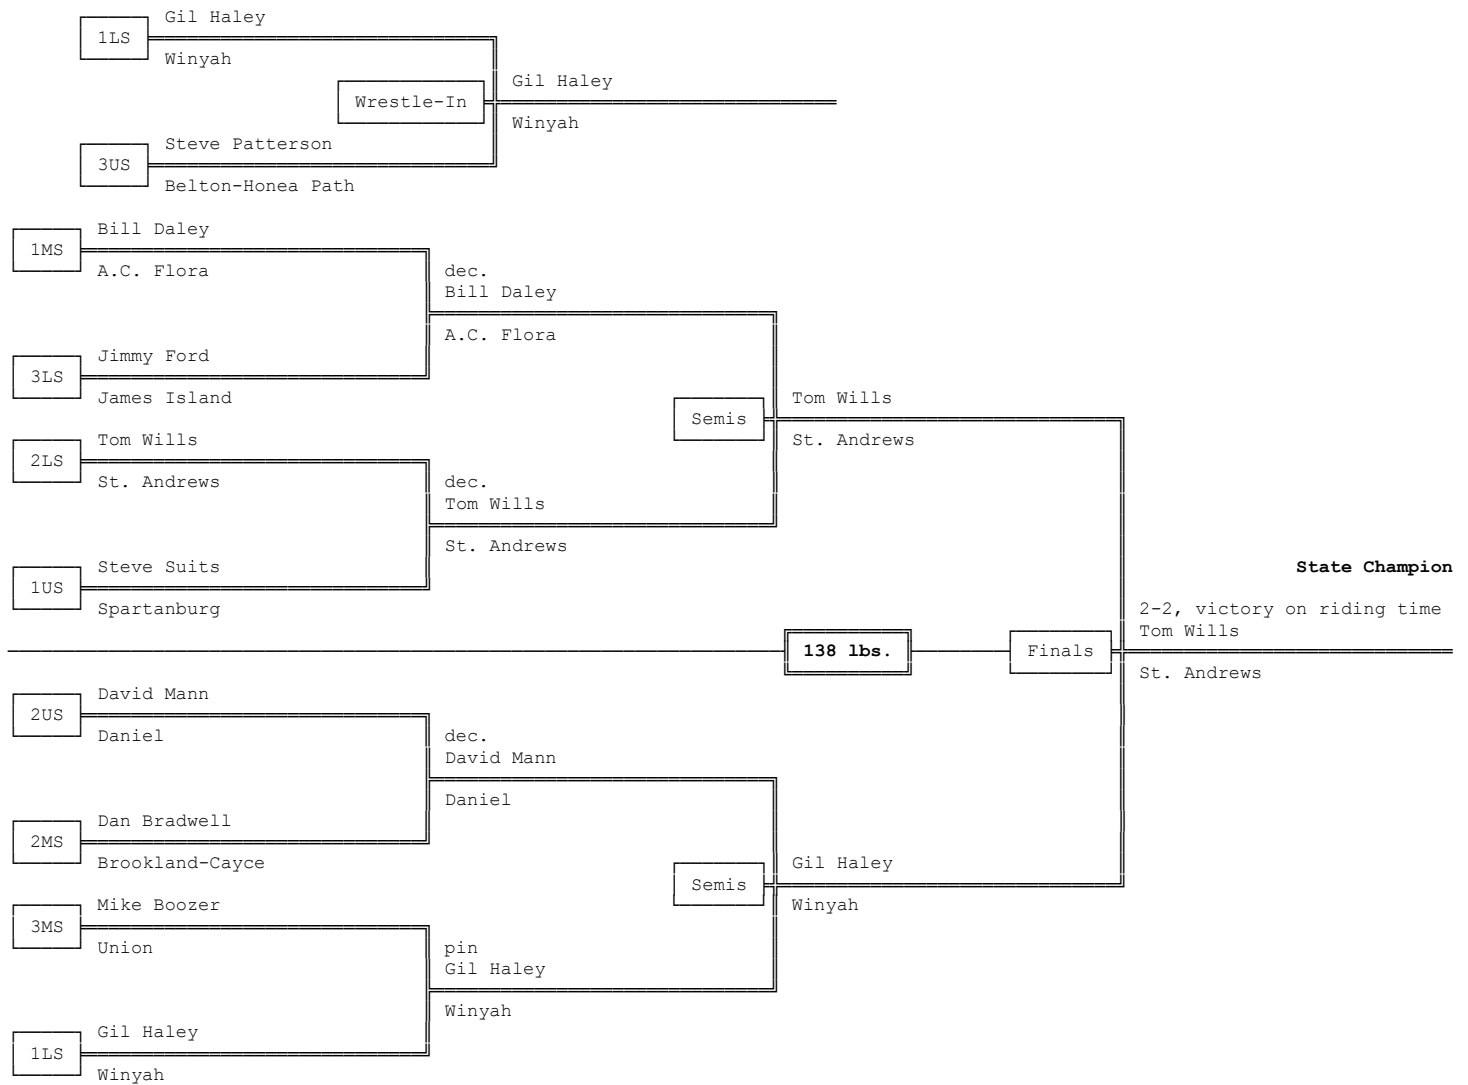 Gil Haley
1LS
Winyah
Gil Haley
Wrestle-In
Winyah
Steve Patterson
3US
Belton-Honea Path
Bill Daley
1MS
A.C. Flora
dec.
Bill Daley
A.C. Flora
Jimmy Ford
3LS
James Island
Tom Wills
Semis
St. Andrews
Tom Wills
2LS
St. Andrews
dec.
Tom Wills
St. Andrews
Steve Suits
1US
Spartanburg
State Champion
2-2, victory on riding time
Tom Wills
138 lbs.
Finals
St. Andrews
David Mann
2US
Daniel
dec.
David Mann
Daniel
Dan Bradwell
2MS
Brookland-Cayce
Gil Haley
Semis
Winyah
Mike Boozer
3MS
Union
pin
Gil Haley
Winyah
Gil Haley
1LS
Winyah